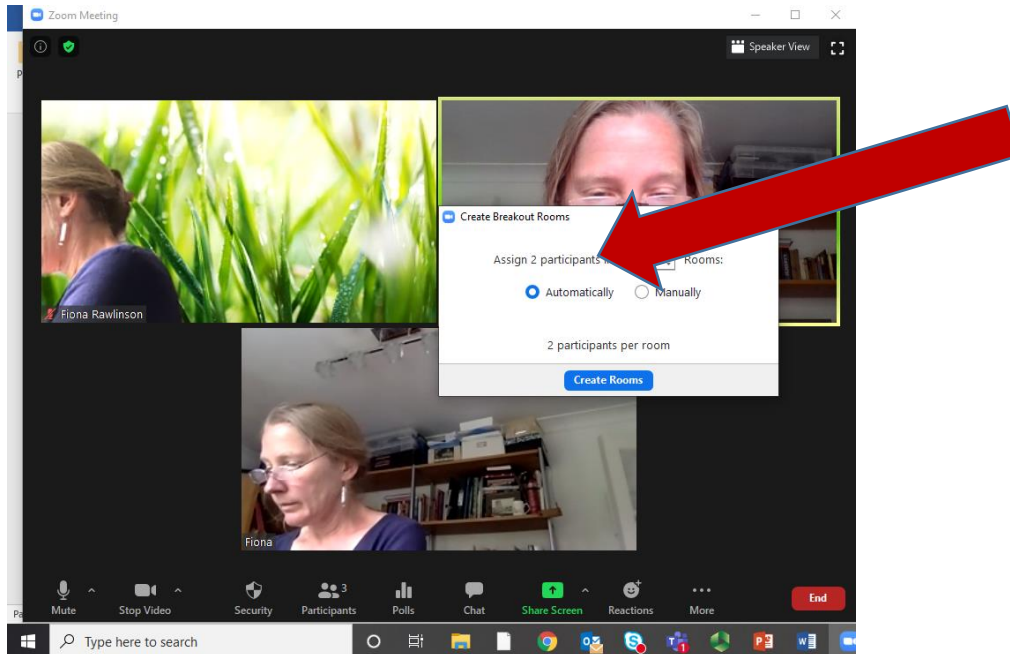 Zoom Meeting
Speaker View
Fiona Rawlinson
Create Breakout Rooms
Assign 2 participants Rooms:
Automatically Manually
2 participants per room
Create Rooms
Fiona
3
Mute Stop Video Security Participants Polls Chat Share Screen Reactions More End
Type here to search